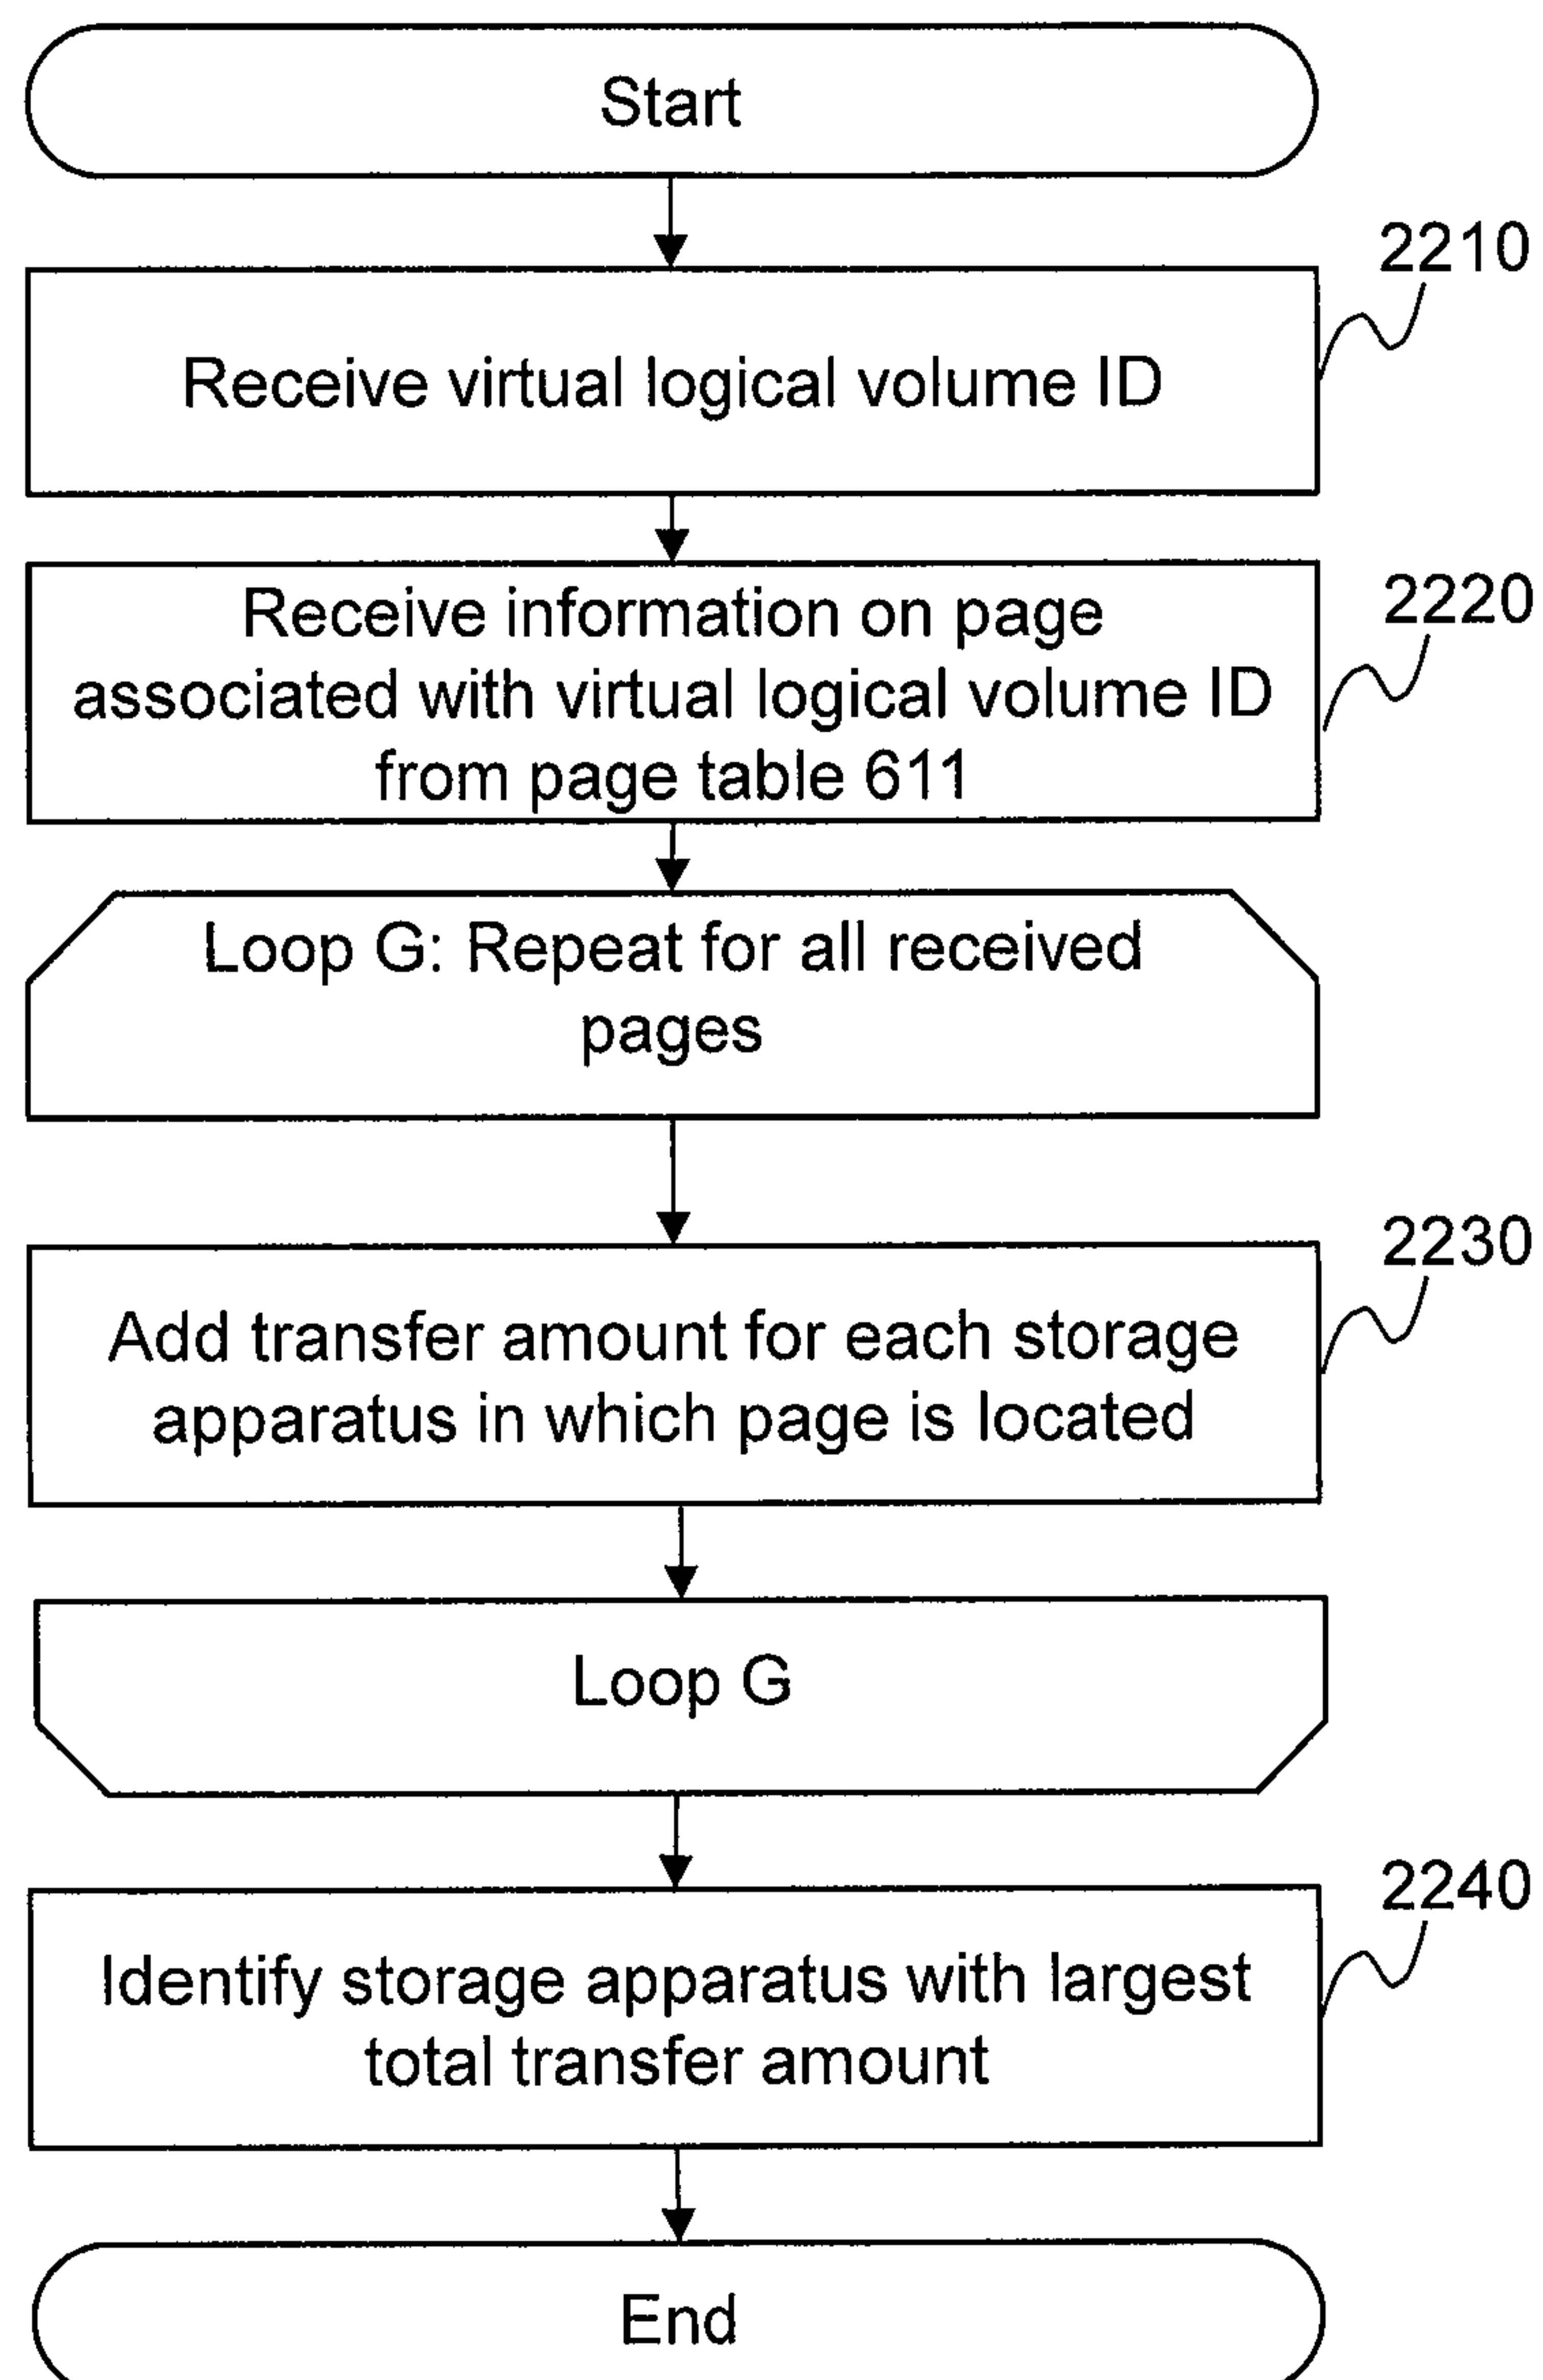 Start
2210
Receive virtual logical volume ID
2220
Receive information on page
associated with virtual logical volume ID
from page table 611
Loop G: Repeat for all received
pages
2230
Add transfer amount for each storage
apparatus in which page is located
Loop G
2240
Identify storage apparatus with largest
total transfer amount
End